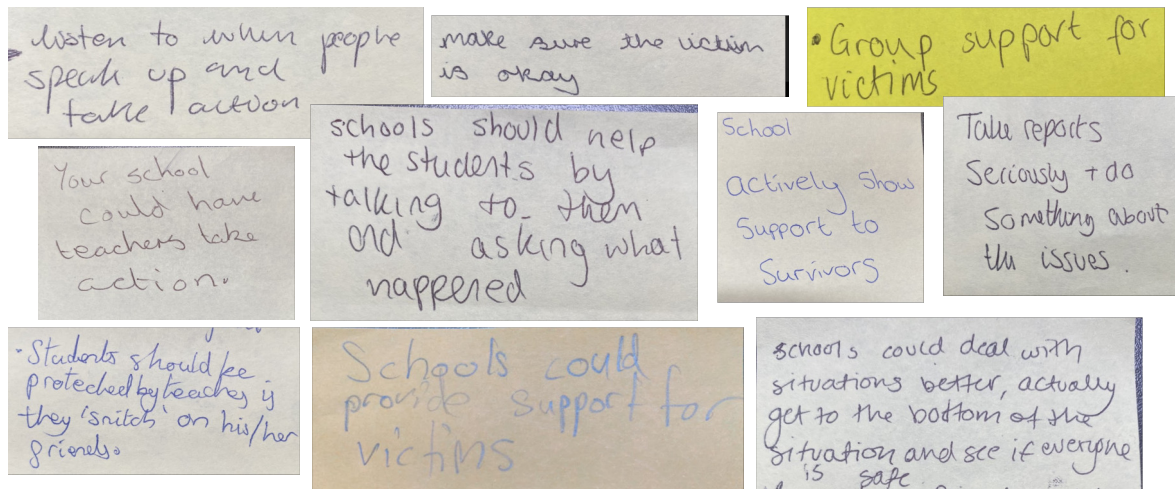 listen to when people
speak up and
take action
make sure the victim
is okay
• Group support for
victims
Your school
could have
teachers take
action.
schools should help
the students by
talking to them
and asking what
happened
School
actively show
support to
survivors
Take reports
Seriously + do
Something about
the issues.
• Students should be
protected by teaches if
they 'snitch' on his/her
friends.
Schools could
provide support for
victims
schools could deal with
situations better, actually
get to the bottom of the
situation and see if everyone
is safe